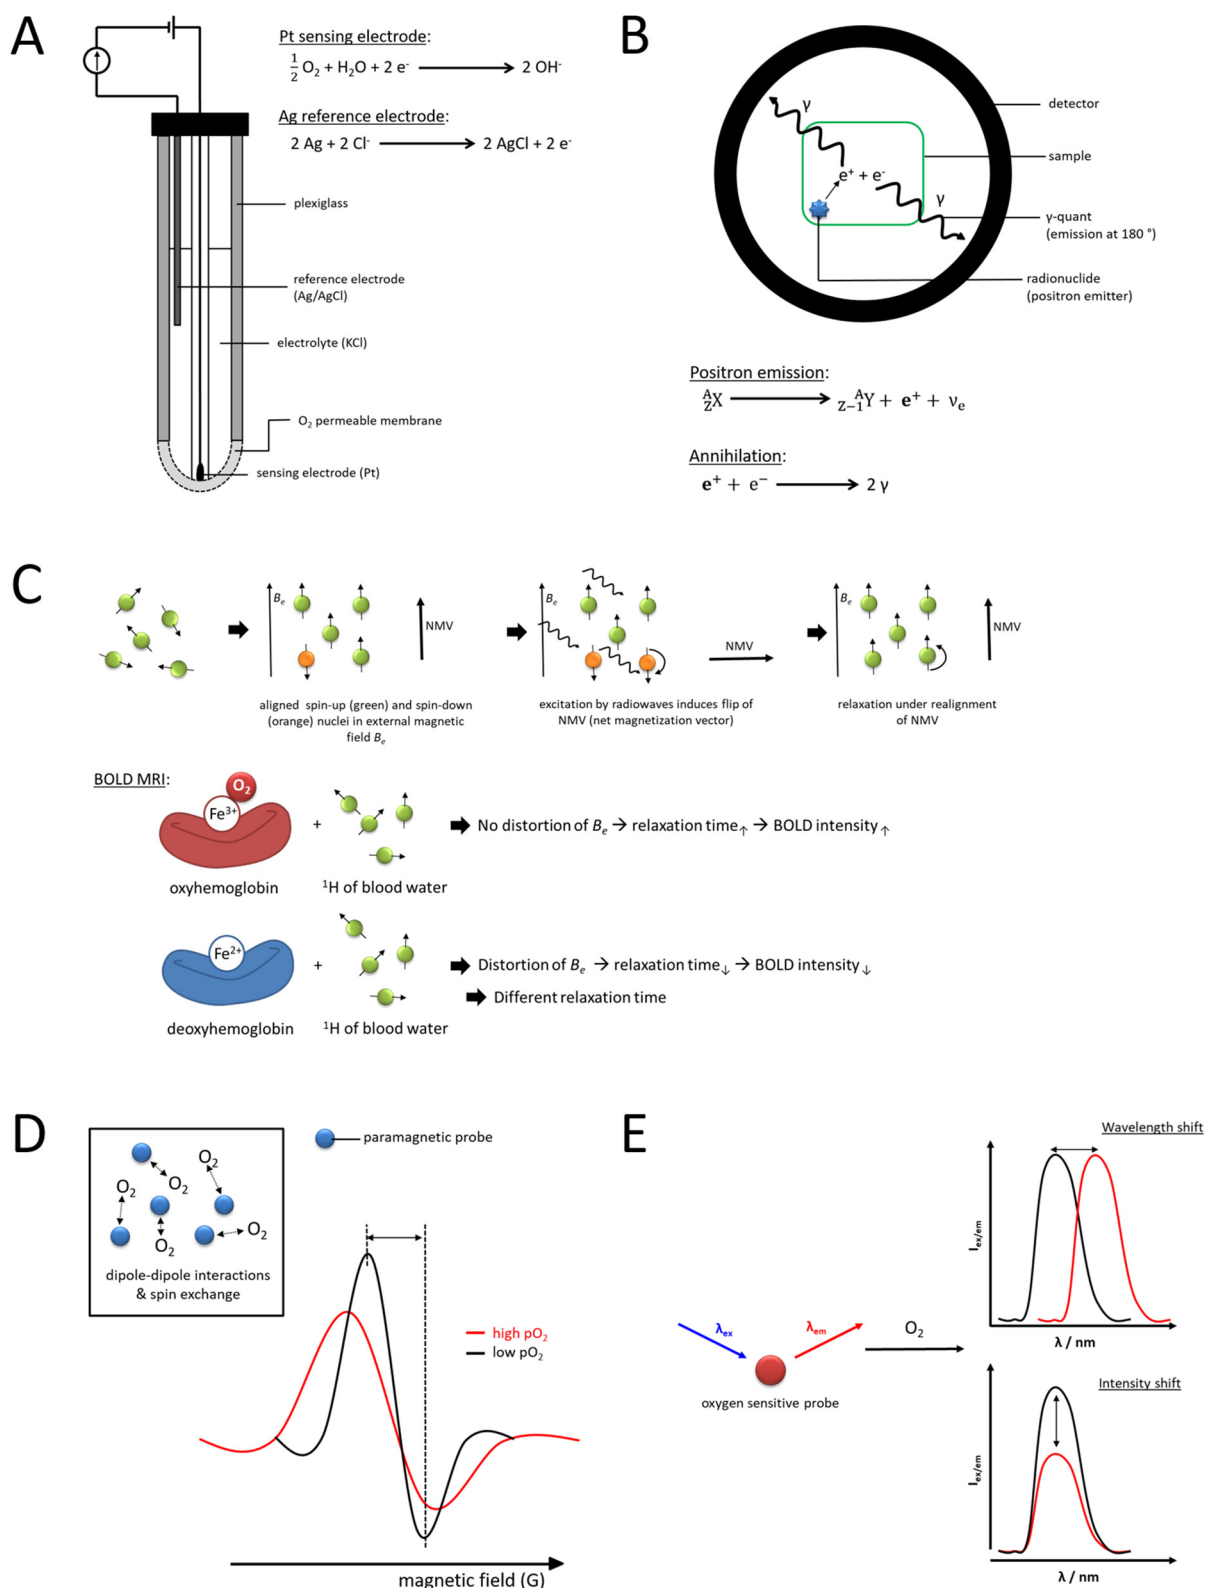 A
Pt sensing electrode:
1/2 O₂ + H₂O + 2 e⁻ ⟶ 2 OH⁻
Ag reference electrode:
2 Ag + 2 Cl⁻ ⟶ 2 AgCl + 2 e⁻
plexiglass
reference electrode
(Ag/AgCl)
electrolyte (KCl)
O₂ permeable membrane
sensing electrode (Pt)
B
γ
e⁺ + e⁻
γ
detector
sample
γ-quant
(emission at 180 °)
radionuclide
(positron emitter)
Positron emission:
ᴬ_Z X ⟶ ᴬ_Z−1 Y + e⁺ + νₑ
Annihilation:
e⁺ + e⁻ ⟶ 2 γ
C
Bₑ
NMV
aligned spin-up (green) and spin-down
(orange) nuclei in external magnetic
field Bₑ
Bₑ
NMV
excitation by radiowaves induces flip of
NMV (net magnetization vector)
Bₑ
NMV
relaxation under realignment
of NMV
BOLD MRI:
O₂
Fe³⁺
+
No distortion of Bₑ → relaxation time↑ → BOLD intensity↑
oxyhemoglobin
¹H of blood water
Fe²⁺
+
Distortion of Bₑ → relaxation time↓ → BOLD intensity↓
Different relaxation time
deoxyhemoglobin
¹H of blood water
D
O₂
O₂
O₂
O₂
O₂
dipole-dipole interactions
& spin exchange
paramagnetic probe
high pO₂
low pO₂
magnetic field (G)
E
λex
λem
O₂
oxygen sensitive probe
Wavelength shift
Iex/em
λ / nm
Intensity shift
Iex/em
λ / nm